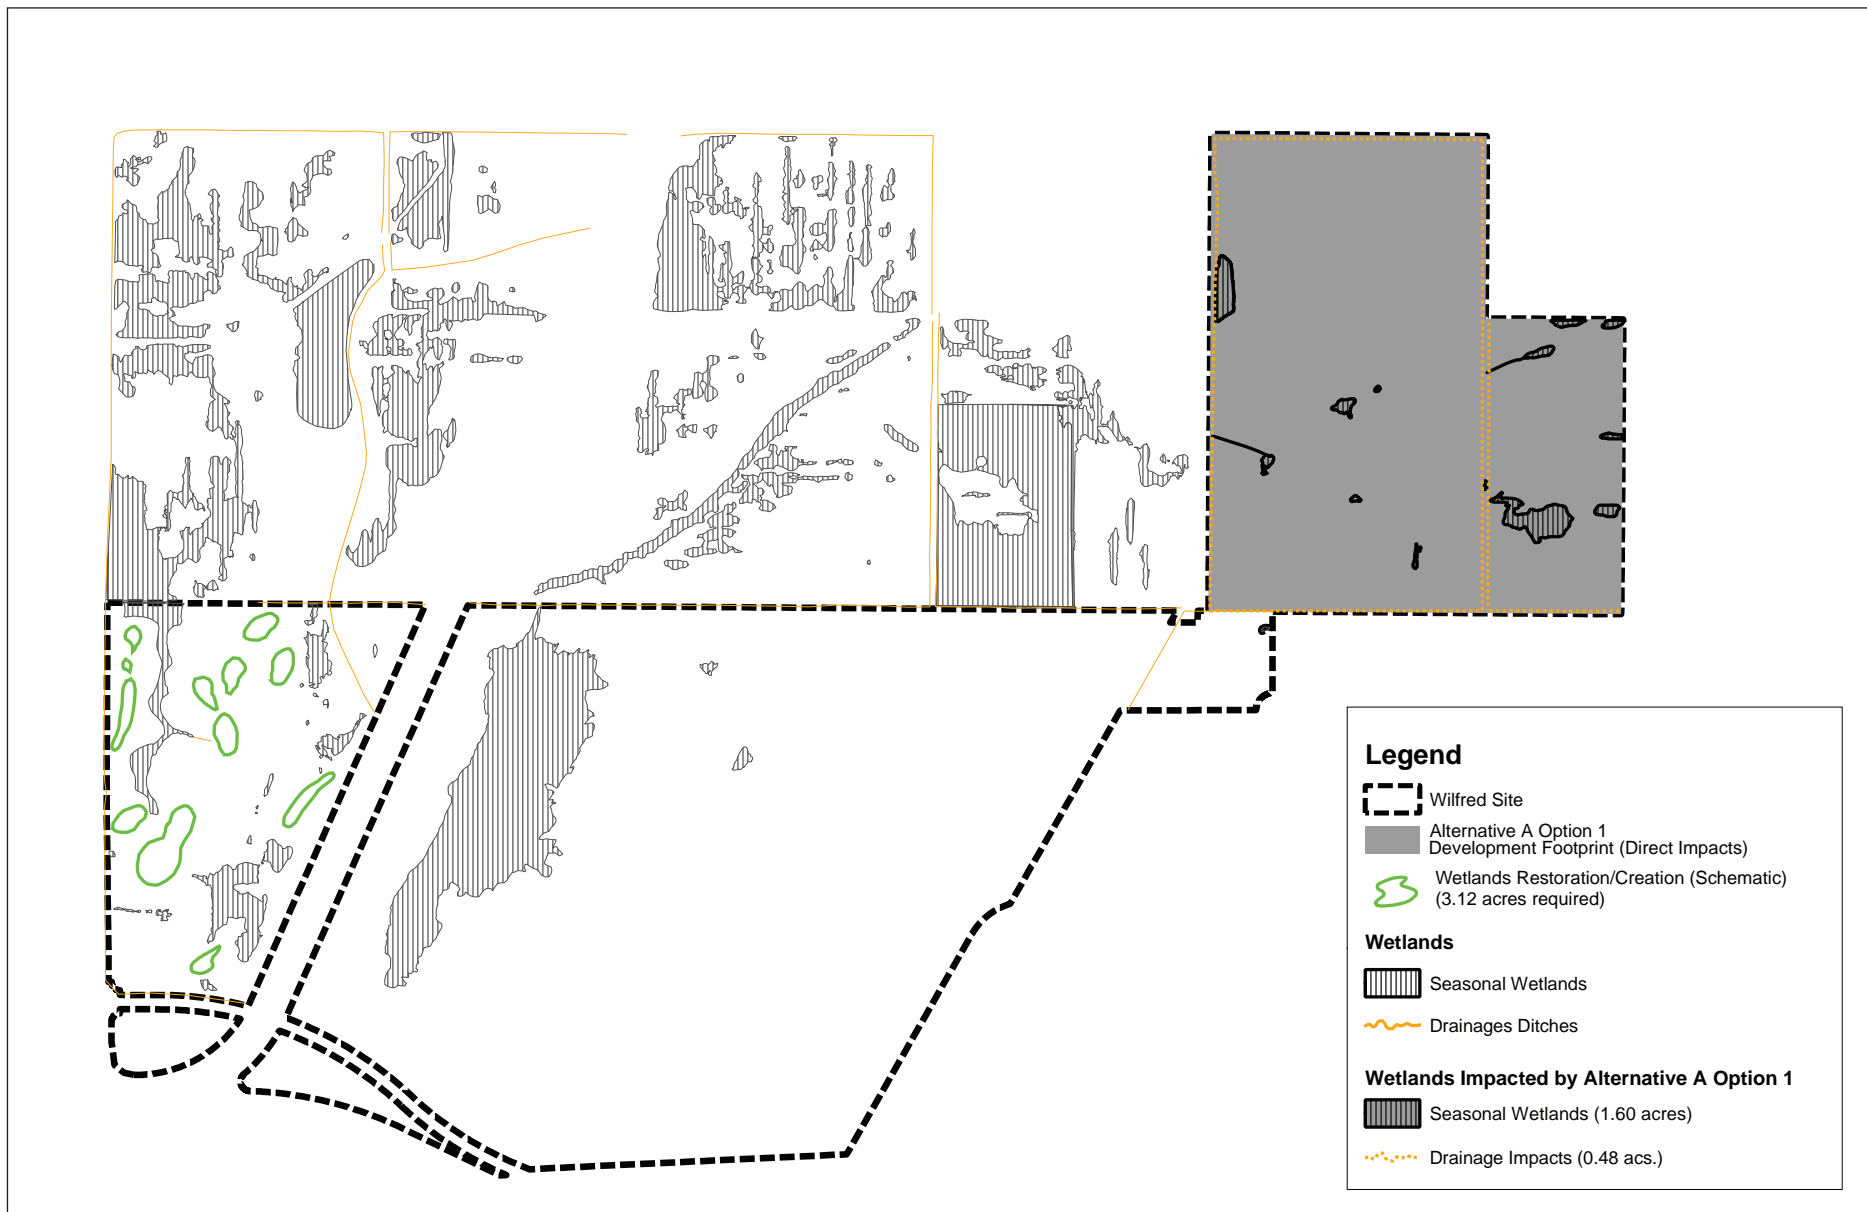 Legend
Wilfred Site
Alternative A Option 1
Development Footprint (Direct Impacts)
Wetlands Restoration/Creation (Schematic)
(3.12 acres required)
Wetlands
Seasonal Wetlands
Drainages Ditches
Wetlands Impacted by Alternative A Option 1
Seasonal Wetlands (1.60 acres)
Drainage Impacts (0.48 acs.)